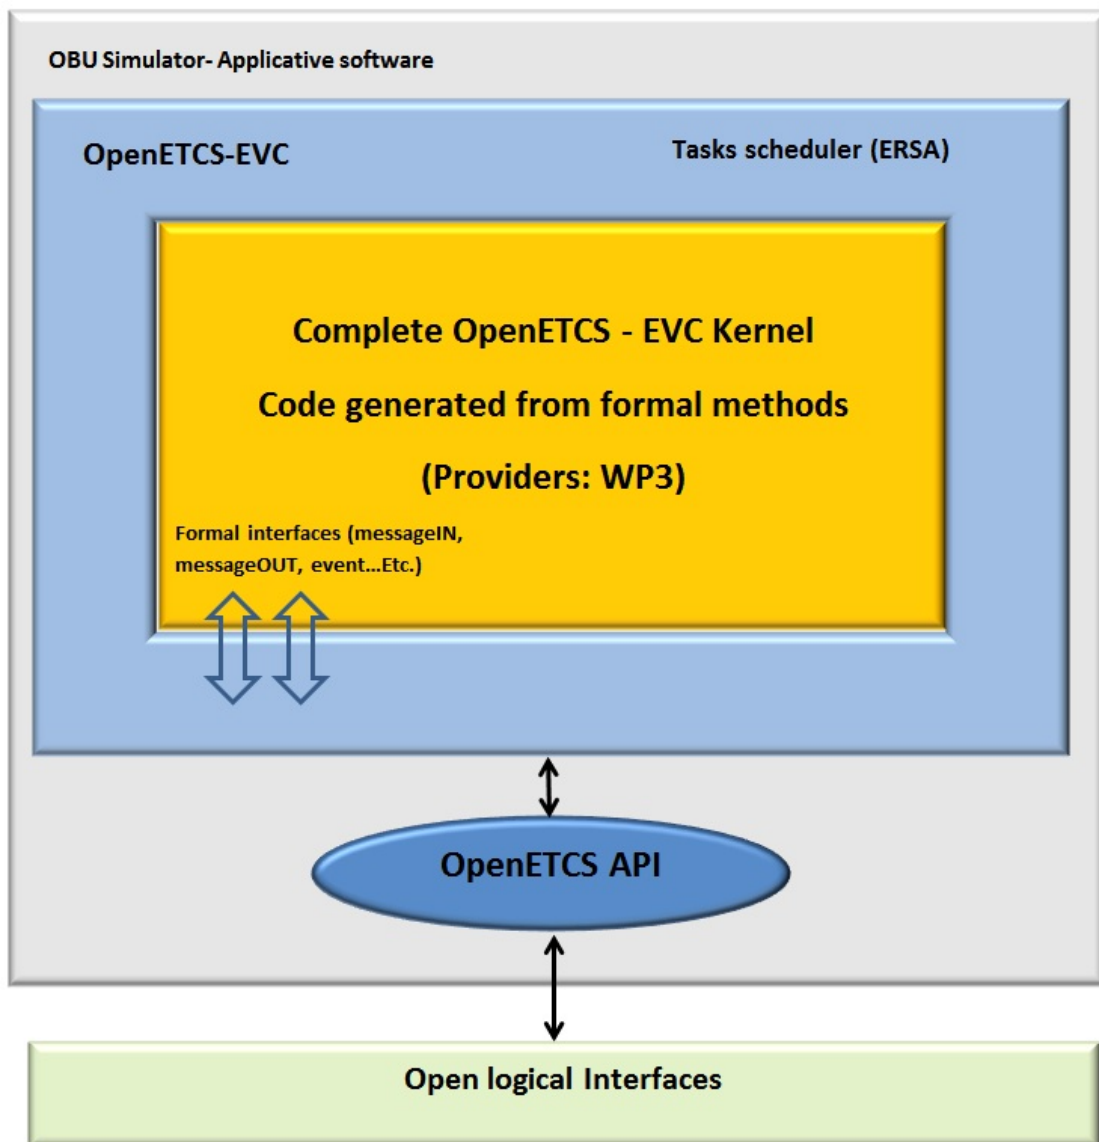 OBU Simulator- Applicative software
OpenETCS-EVC
Tasks scheduler (ERSA)
Complete OpenETCS - EVC Kernel
Code generated from formal methods
(Providers: WP3)
Formal interfaces (messageIN,
messageOUT, event...Etc.)
OpenETCS API
Open logical Interfaces